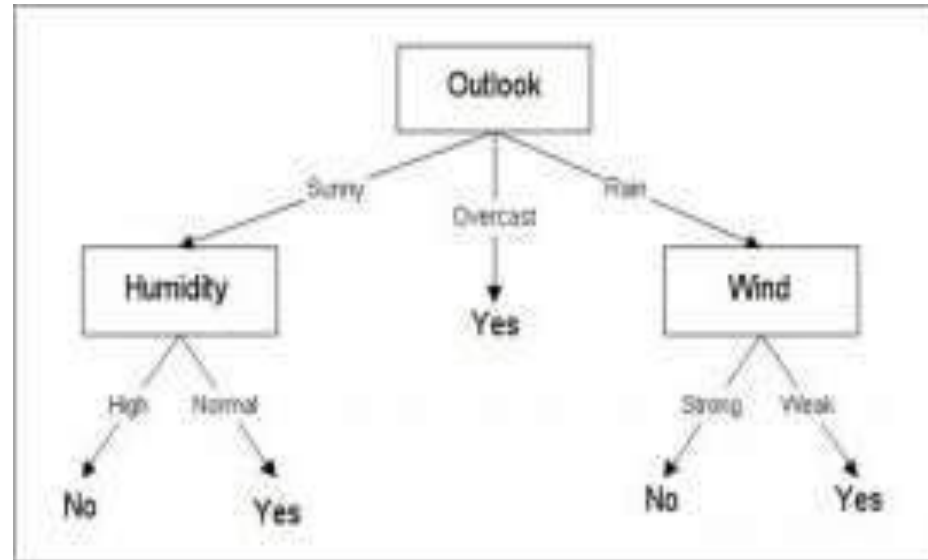 Outlook
Sunny
Overcast
Rain
Humidity
Yes
Wind
High
Normal
Strong
Weak
No
Yes
No
Yes